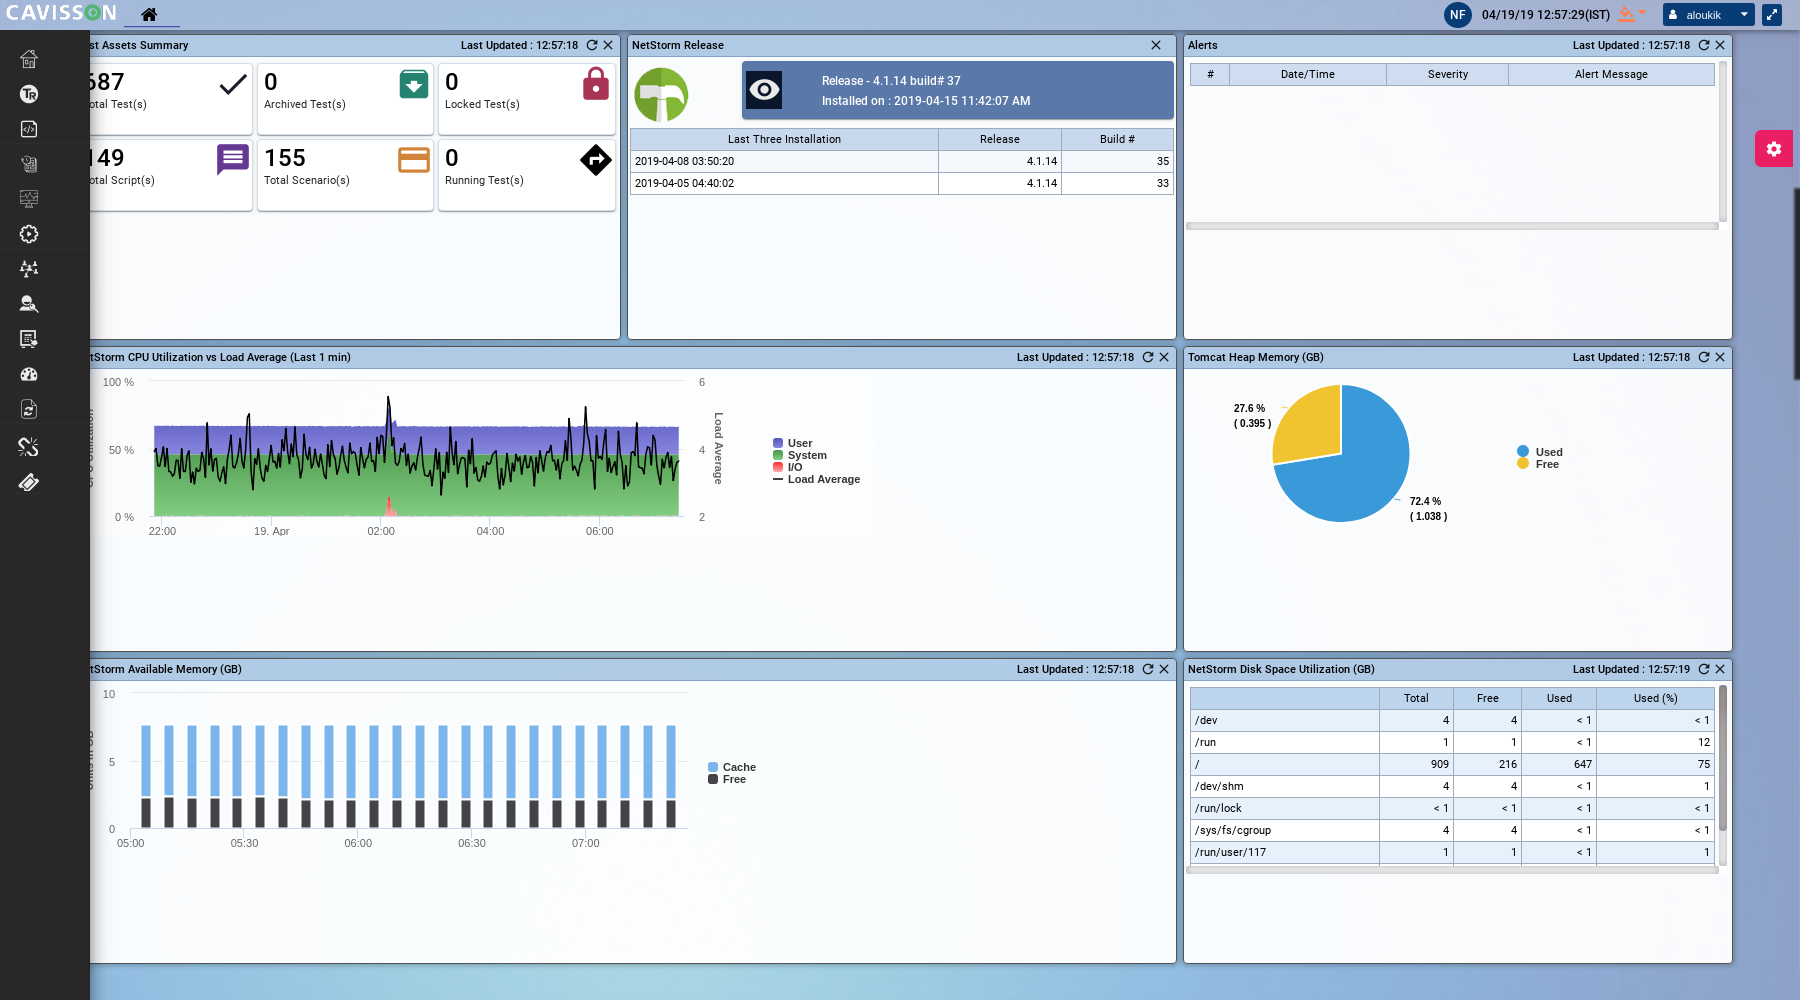 CAVISSON
NF 04/19/19 12:57:29(IST) aloukik
st Assets Summary Last Updated : 12:57:18
687
otal Test(s)
0
Archived Test(s)
0
Locked Test(s)
149
otal Script(s)
155
Total Scenario(s)
0
Running Test(s)
NetStorm Release
Release - 4.1.14 build# 37
Installed on : 2019-04-15 11:42:07 AM
Last Three Installation Release Build #
2019-04-08 03:50:20 4.1.14 35
2019-04-05 04:40:02 4.1.14 33
Alerts Last Updated : 12:57:18
# Date/Time Severity Alert Message
tStorm CPU Utilization vs Load Average (Last 1 min) Last Updated : 12:57:18
100 %
50 %
0 %
6
4
2
Load Average
22:00 19. Apr 02:00 04:00 06:00
User
System
I/O
Load Average
Tomcat Heap Memory (GB) Last Updated : 12:57:18
27.6 %
( 0.395 )
72.4 %
( 1.038 )
Used
Free
tStorm Available Memory (GB) Last Updated : 12:57:18
10
5
0
05:00 05:30 06:00 06:30 07:00
Cache
Free
NetStorm Disk Space Utilization (GB) Last Updated : 12:57:19
Total Free Used Used (%)
/dev 4 4 < 1 < 1
/run 1 1 < 1 12
/ 909 216 647 75
/dev/shm 4 4 < 1 1
/run/lock < 1 < 1 < 1 < 1
/sys/fs/cgroup 4 4 < 1 < 1
/run/user/117 1 1 < 1 1